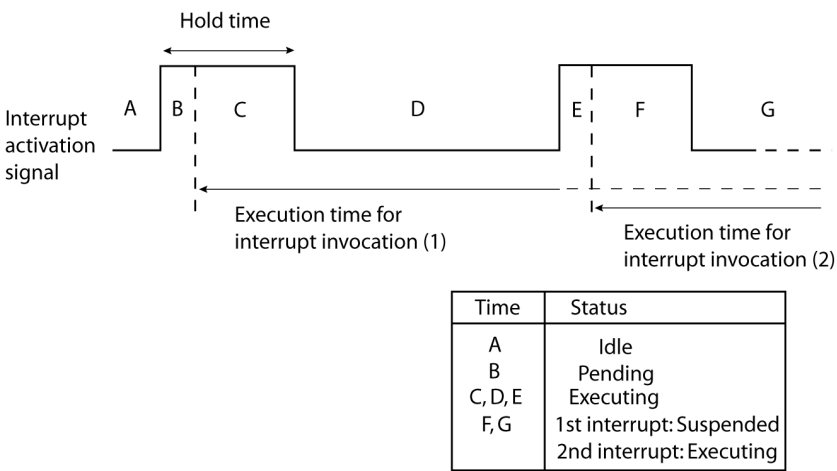 Hold time
A
B
C
D
E
F
G
Interrupt
activation
signal
Execution time for
interrupt invocation (1)
Execution time for
interrupt invocation (2)
Time Status
A Idle
B Pending
C, D, E Executing
F, G 1st interrupt: Suspended
2nd interrupt: Executing